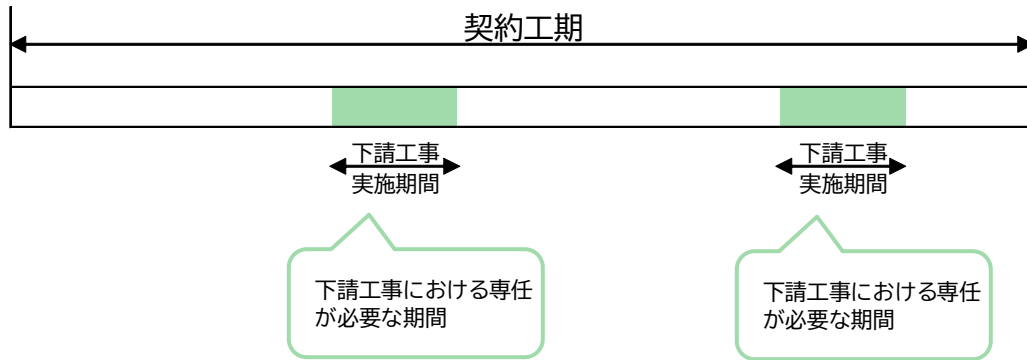 契約工期
下請工事
実施期間
下請工事
実施期間
下請工事における専任
が必要な期間
下請工事における専任
が必要な期間